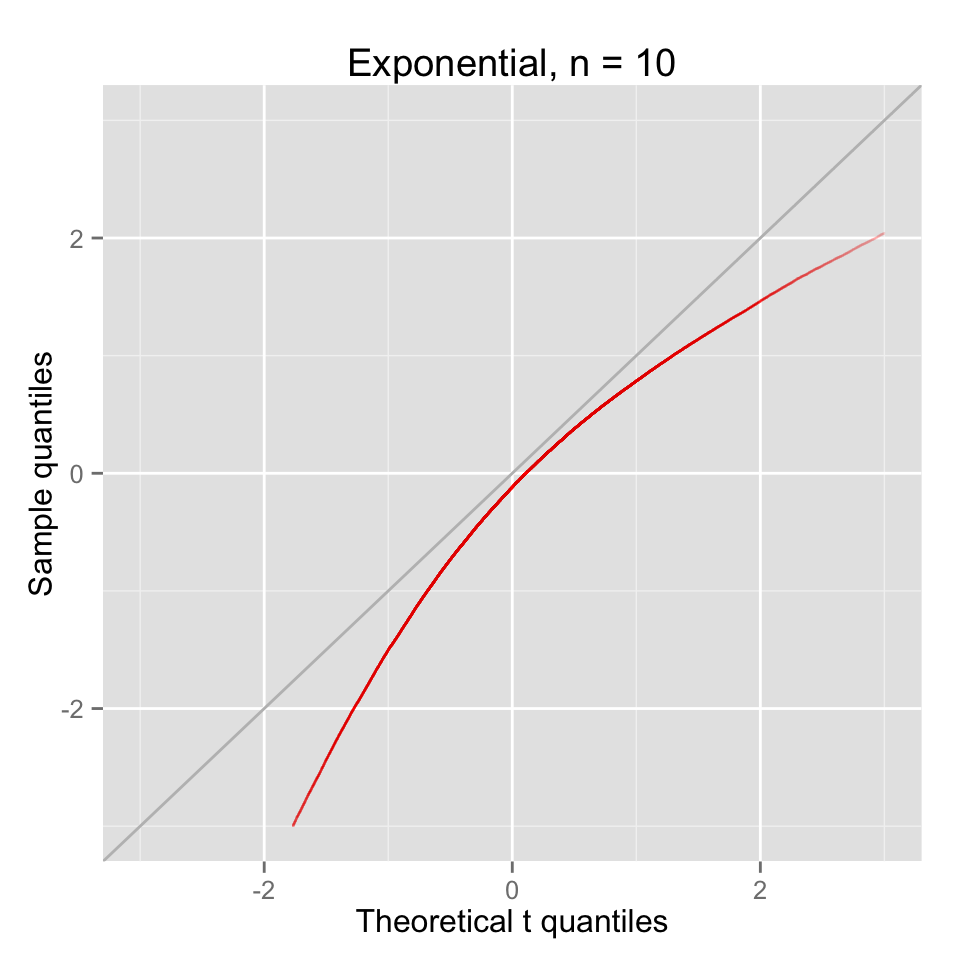 Exponential, n = 10
Sample quantiles
2
0
-2
-2 0 2
Theoretical t quantiles